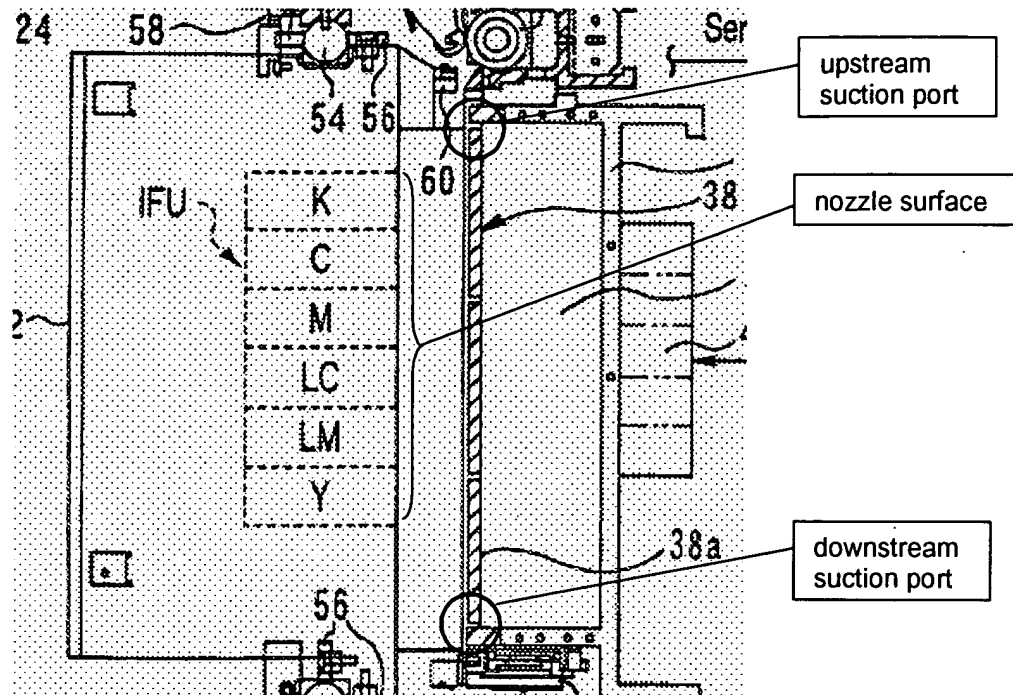 24
58
54
56
Ser
upstream
suction port
60
IFU
K
38
nozzle surface
C
M
2
LC
LM
Y
38a
downstream
suction port
56